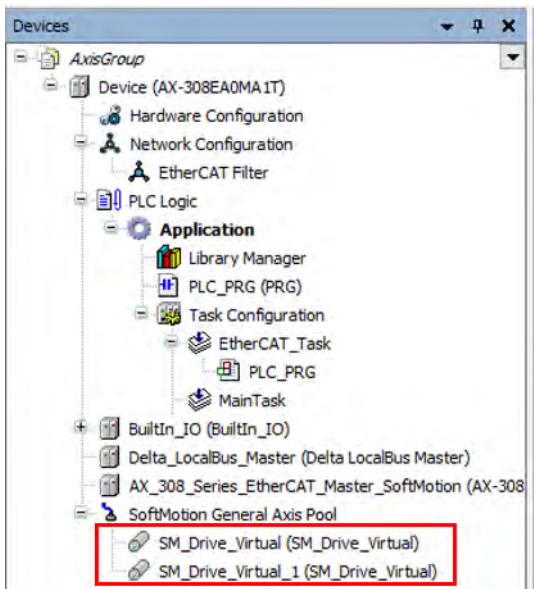 Devices
AxisGroup
Device (AX-308EA0MA1T)
Hardware Configuration
Network Configuration
EtherCAT Filter
PLC Logic
Application
Library Manager
PLC_PRG (PRG)
Task Configuration
EtherCAT_Task
PLC_PRG
MainTask
BuiltIn_IO (BuiltIn_IO)
Delta_LocalBus_Master (Delta LocalBus Master)
AX_308_Series_EtherCAT_Master_SoftMotion (AX-308
SoftMotion General Axis Pool
SM_Drive_Virtual (SM_Drive_Virtual)
SM_Drive_Virtual_1 (SM_Drive_Virtual)